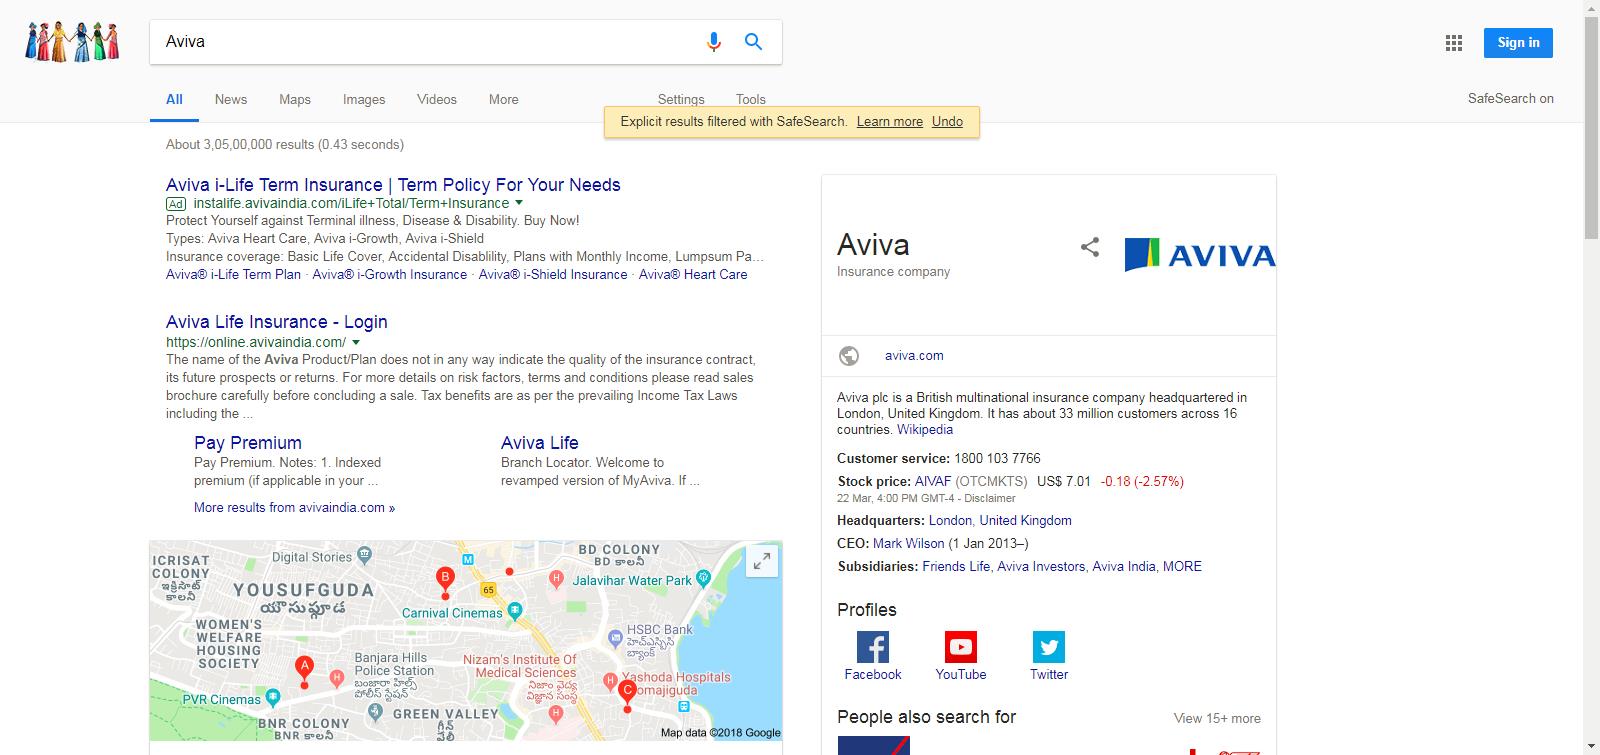 Aviva
Sign in
All News Maps Images Videos More Settings Tools
SafeSearch on
Explicit results filtered with SafeSearch. Learn more Undo
About 3,05,00,000 results (0.43 seconds)
Aviva i-Life Term Insurance | Term Policy For Your Needs
Ad instalife.avivaindia.com/iLife+Total/Term+Insurance
Protect Yourself against Terminal illness, Disease & Disability. Buy Now!
Types: Aviva Heart Care, Aviva i-Growth, Aviva i-Shield
Insurance coverage: Basic Life Cover, Accidental Disablility, Plans with Monthly Income, Lumpsum Pa…
Aviva® i-Life Term Plan · Aviva® i-Growth Insurance · Aviva® i-Shield Insurance · Aviva® Heart Care
Aviva Life Insurance - Login
https://online.avivaindia.com/
The name of the Aviva Product/Plan does not in any way indicate the quality of the insurance contract,
its future prospects or returns. For more details on risk factors, terms and conditions please read sales
brochure carefully before concluding a sale. Tax benefits are as per the prevailing Income Tax Laws
including the ...
Pay Premium
Pay Premium. Notes: 1. Indexed
premium (if applicable in your ...
Aviva Life
Branch Locator. Welcome to
revamped version of MyAviva. If ...
More results from avivaindia.com »
ICRISAT
COLONY
ఇక్రిసాట్
కాలనీ
Digital Stories
M
BD COLONY
BD కాలనీ
YOUSUFGUDA
యూసుఫ్గూడ
B
65
H
Jalavihar Water Park
Carnival Cinemas
WOMEN'S
WELFARE
HOUSING
SOCIETY
HSBC Bank
హెచ్ఎస్బిసి
బ్యాంక్
A
H
Banjara Hills
Police Station
బంజారా హిల్స్
పోలీస్ స్టేషన్
Nizam's Institute Of
Medical Sciences
నిజాం వైద్య
విజ్ఞాన సంస్థ
H
H
Yashoda Hospitals
C
omajiguda
PVR Cinemas
BNR COLONY
BNR కాలనీ
GREEN VALLEY
గ్రీన్
వేలీ
Map data ©2018 Google
Aviva
Insurance company
AVIVA
aviva.com
Aviva plc is a British multinational insurance company headquartered in
London, United Kingdom. It has about 33 million customers across 16
countries. Wikipedia
Customer service: 1800 103 7766
Stock price: AIVAF (OTCMKTS) US$ 7.01 -0.18 (-2.57%)
22 Mar, 4:00 PM GMT-4 - Disclaimer
Headquarters: London, United Kingdom
CEO: Mark Wilson (1 Jan 2013–)
Subsidiaries: Friends Life, Aviva Investors, Aviva India, MORE
Profiles
Facebook YouTube Twitter
People also search for
View 15+ more